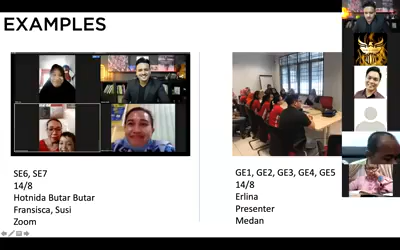 EXAMPLES
SE6, SE7
14/8
Hotnida Butar Butar
Fransisca, Susi
Zoom
GE1, GE2, GE3, GE4, GE5
14/8
Erlina
Presenter
Medan